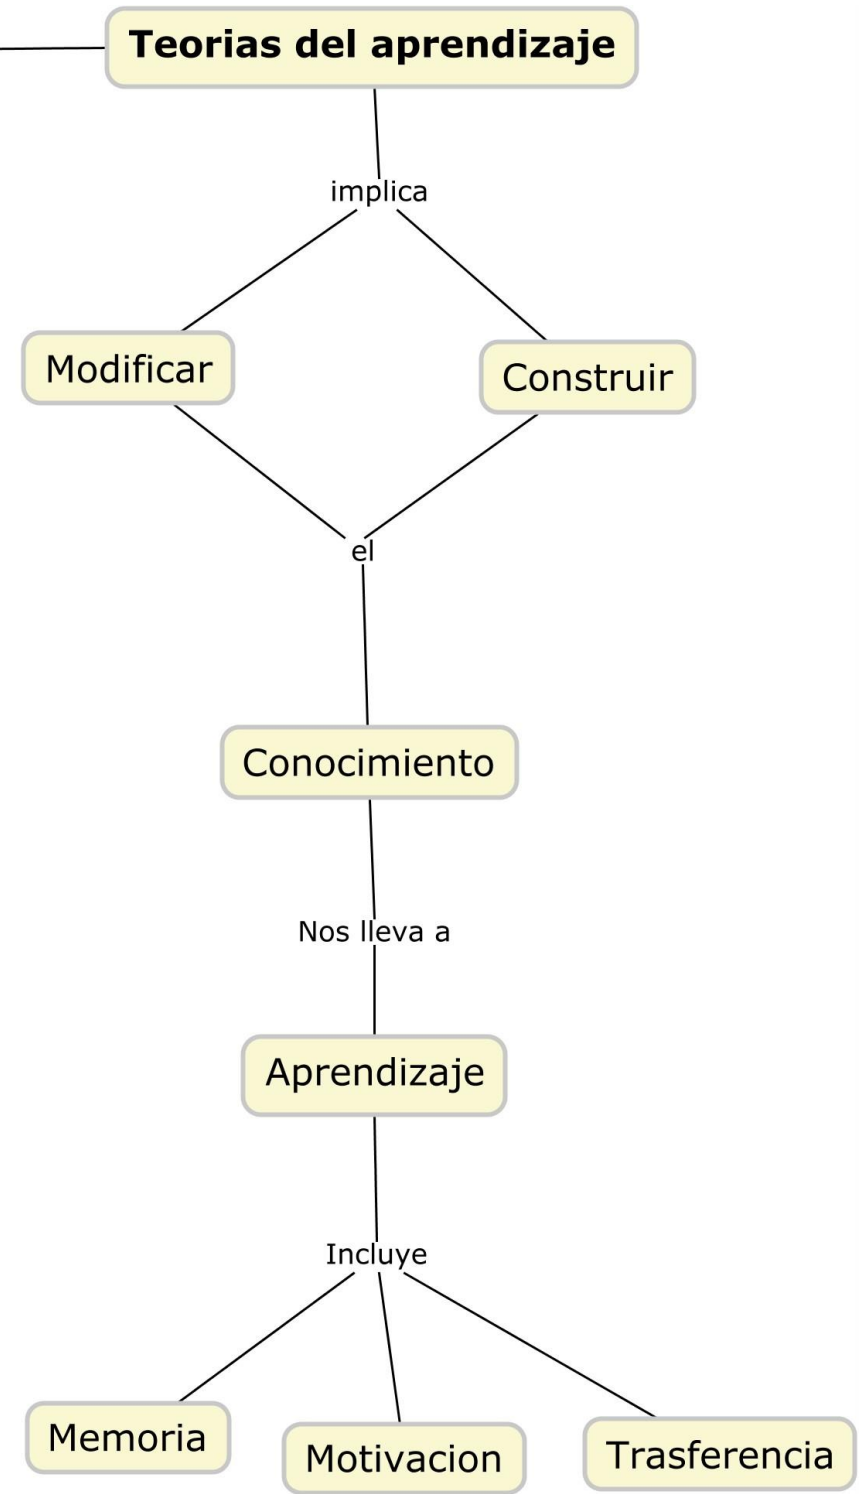 Teorias del aprendizaje
implica
Modificar
Construir
el
Conocimiento
Nos lleva a
Aprendizaje
Incluye
Memoria
Motivacion
Trasferencia